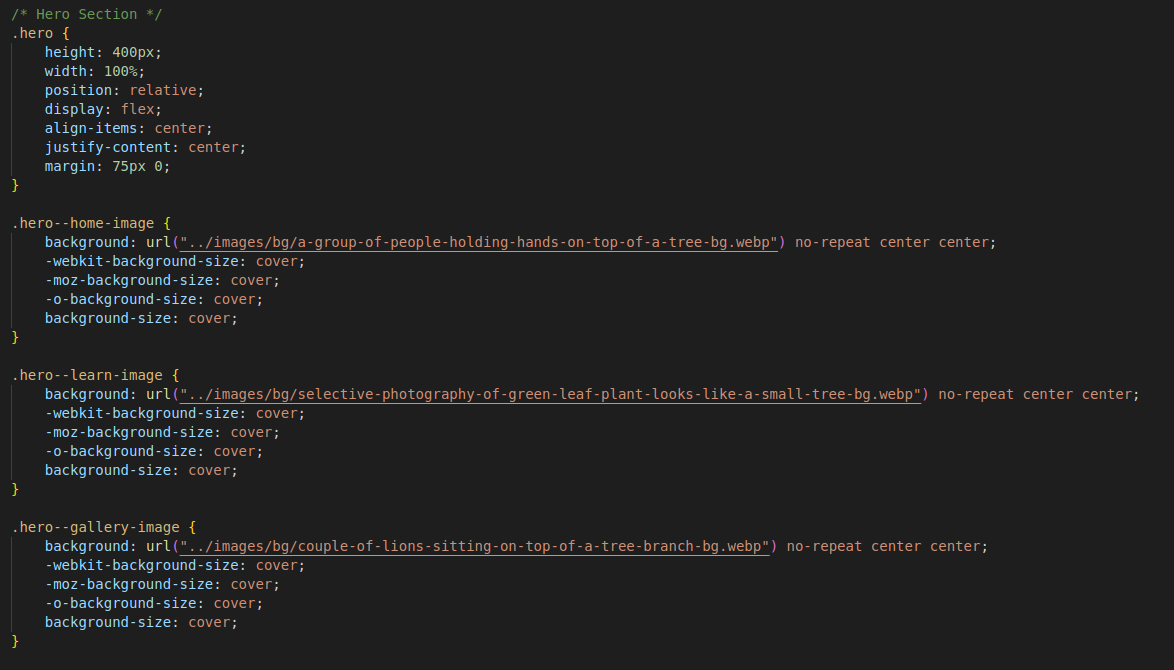 /* Hero Section */
.hero {
    height: 400px;
    width: 100%;
    position: relative;
    display: flex;
    align-items: center;
    justify-content: center;
    margin: 75px 0;
}

.hero--home-image {
    background: url("../images/bg/a-group-of-people-holding-hands-on-top-of-a-tree-bg.webp") no-repeat center center;
    -webkit-background-size: cover;
    -moz-background-size: cover;
    -o-background-size: cover;
    background-size: cover;
}

.hero--learn-image {
    background: url("../images/bg/selective-photography-of-green-leaf-plant-looks-like-a-small-tree-bg.webp") no-repeat center center;
    -webkit-background-size: cover;
    -moz-background-size: cover;
    -o-background-size: cover;
    background-size: cover;
}

.hero--gallery-image {
    background: url("../images/bg/couple-of-lions-sitting-on-top-of-a-tree-branch-bg.webp") no-repeat center center;
    -webkit-background-size: cover;
    -moz-background-size: cover;
    -o-background-size: cover;
    background-size: cover;
}